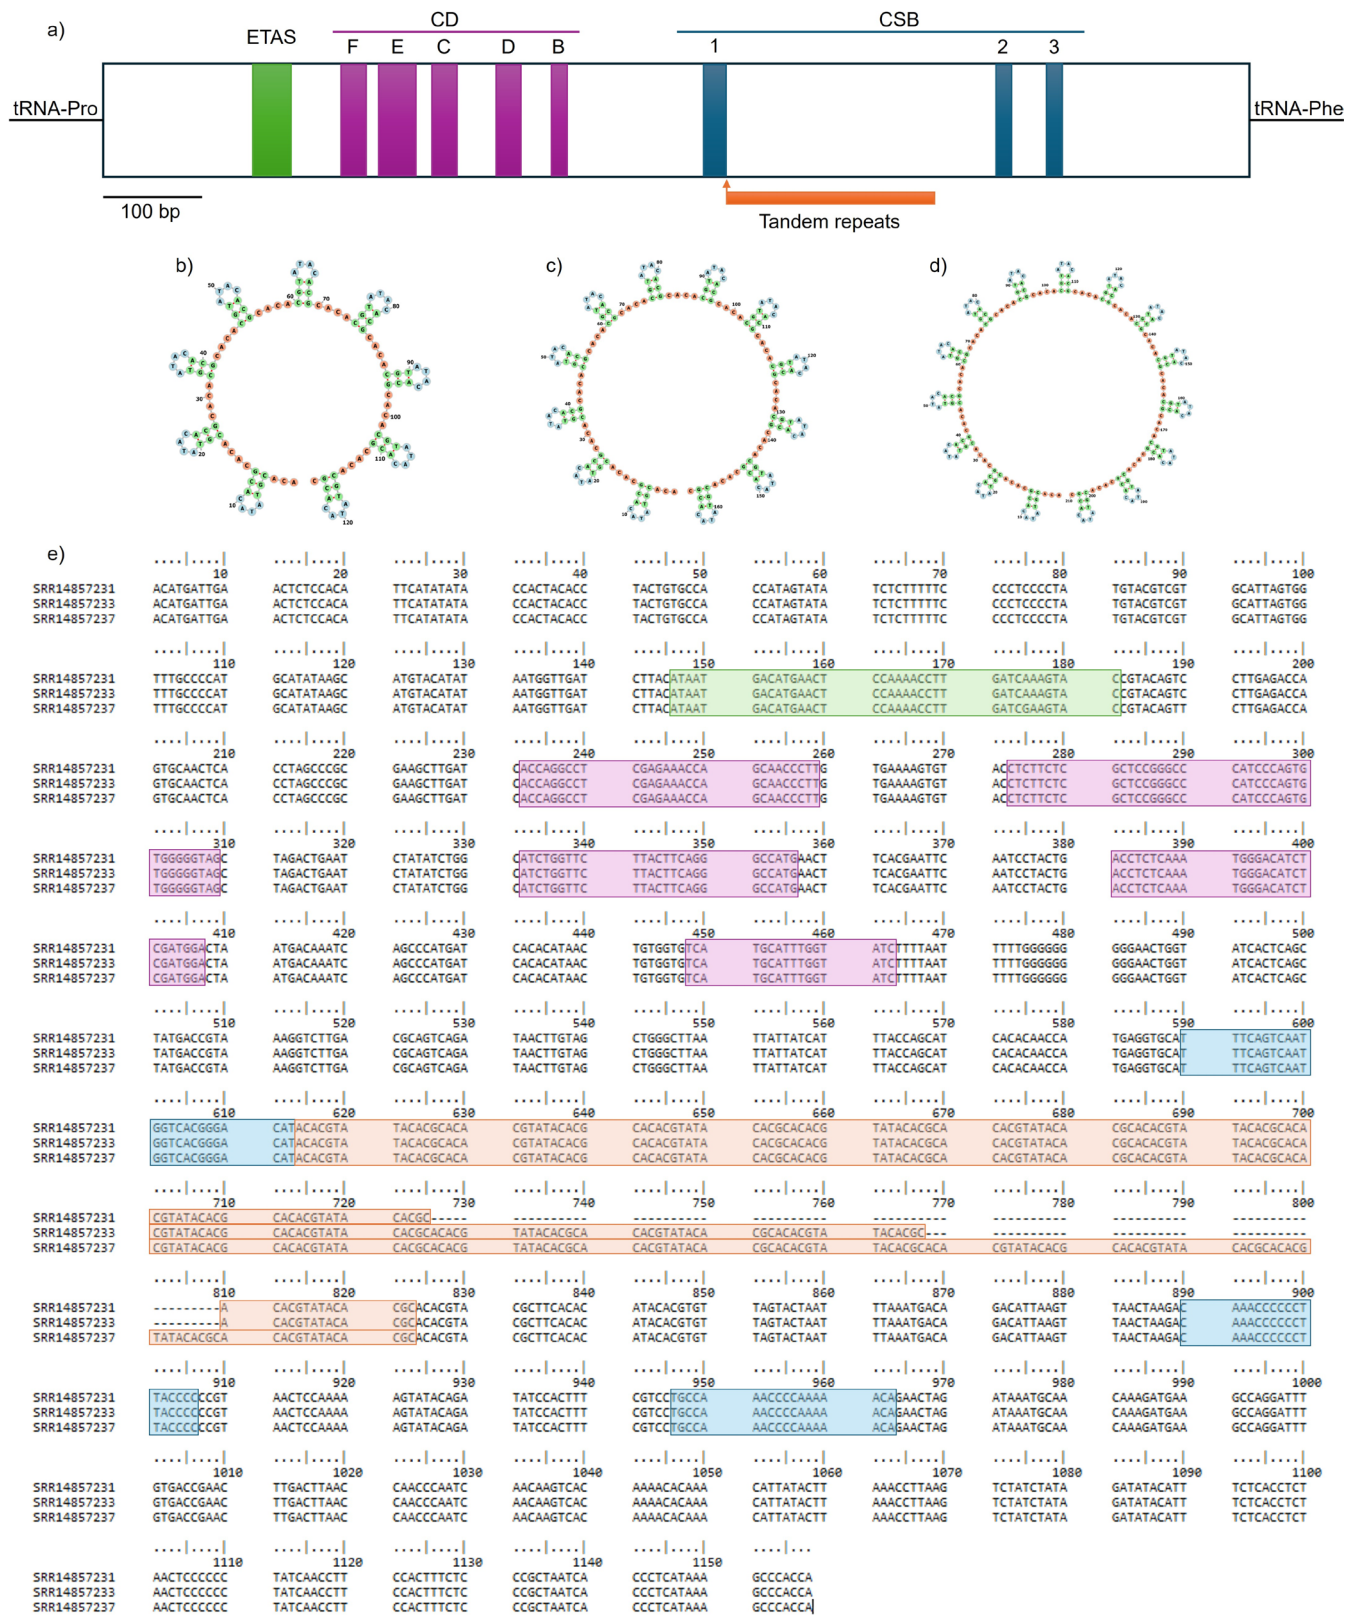 a)
CD
CSB
ETAS
F E C D B
1 2 3
tRNA-Pro
tRNA-Phe
100 bp
Tandem repeats
b)
c)
d)
10 20 30 40 50 60 70 80 90 100 110 120
e)
....|....| ....|....| ....|....| ....|....| ....|....| ....|....| ....|....| ....|....| ....|....| ....|....|
10 20 30 40 50 60 70 80 90 100
SRR14857231 ACATGATTGA ACTCTCCACA TTCATATATA CCACTACACC TACTGTGCCA CCATAGTATA TCTCTTTTTC CCCTCCCCTA TGTACGTCGT GCATTAGTGG
SRR14857233 ACATGATTGA ACTCTCCACA TTCATATATA CCACTACACC TACTGTGCCA CCATAGTATA TCTCTTTTTC CCCTCCCCTA TGTACGTCGT GCATTAGTGG
SRR14857237 ACATGATTGA ACTCTCCACA TTCATATATA CCACTACACC TACTGTGCCA CCATAGTATA TCTCTTTTTC CCCTCCCCTA TGTACGTCGT GCATTAGTGG
....|....| ....|....| ....|....| ....|....| ....|....| ....|....| ....|....| ....|....| ....|....| ....|....|
110 120 130 140 150 160 170 180 190 200
SRR14857231 TTTGCCCCAT GCATATAAGC ATGTACATAT AATGGTTGAT CTTACATAAT GACATGAACT CCAAAACCTT GATCAAAGTA CCGTACAGTC CTTGAGACCA
SRR14857233 TTTGCCCCAT GCATATAAGC ATGTACATAT AATGGTTGAT CTTACATAAT GACATGAACT CCAAAACCTT GATCAAAGTA CCGTACAGTC CTTGAGACCA
SRR14857237 TTTGCCCCAT GCATATAAGC ATGTACATAT AATGGTTGAT CTTACATAAT GACATGAACT CCAAAACCTT GATCGAAGTA CCGTACAGTT CTTGAGACCA
....|....| ....|....| ....|....| ....|....| ....|....| ....|....| ....|....| ....|....| ....|....| ....|....|
210 220 230 240 250 260 270 280 290 300
SRR14857231 GTGCAACTCA CCTAGCCCGC GAAGCTTGAT CACCAGGCCT CGAGAAACCA GCAACCCTTG TGAAAAGTGT ACCTCTTCTC GCTCCGGGCC CATCCCAGTG
SRR14857233 GTGCAACTCA CCTAGCCCGC GAAGCTTGAT CACCAGGCCT CGAGAAACCA GCAACCCTTG TGAAAAGTGT ACCTCTTCTC GCTCCGGGCC CATCCCAGTG
SRR14857237 GTGCAACTCA CCTAGCCCGC GAAGCTTGAT CACCAGGCCT CGAGAAACCA GCAACCCTTG TGAAAAGTGT ACCTCTTCTC GCTCCGGGCC CATCCCAGTG
....|....| ....|....| ....|....| ....|....| ....|....| ....|....| ....|....| ....|....| ....|....| ....|....|
310 320 330 340 350 360 370 380 390 400
SRR14857231 TGGGGGTAGC TAGACTGAAT CTATATCTGG CATCTGGTTC TTACTTCAGG GCCATGAACT TCACGAATTC AATCCTACTG ACCTCTCAAA TGGGACATCT
SRR14857233 TGGGGGTAGC TAGACTGAAT CTATATCTGG CATCTGGTTC TTACTTCAGG GCCATGAACT TCACGAATTC AATCCTACTG ACCTCTCAAA TGGGACATCT
SRR14857237 TGGGGGTAGC TAGACTGAAT CTATATCTGG CATCTGGTTC TTACTTCAGG GCCATGAACT TCACGAATTC AATCCTACTG ACCTCTCAAA TGGGACATCT
....|....| ....|....| ....|....| ....|....| ....|....| ....|....| ....|....| ....|....| ....|....| ....|....|
410 420 430 440 450 460 470 480 490 500
SRR14857231 CGATGGACTA ATGACAAATC AGCCCATGAT CACACATAAC TGTGGTGTCA TGCATTTGGT ATCTTTTAAT TTTTGGGGGG GGGAACTGGT ATCACTCAGC
SRR14857233 CGATGGACTA ATGACAAATC AGCCCATGAT CACACATAAC TGTGGTGTCA TGCATTTGGT ATCTTTTAAT TTTTGGGGGG GGGAACTGGT ATCACTCAGC
SRR14857237 CGATGGACTA ATGACAAATC AGCCCATGAT CACACATAAC TGTGGTGTCA TGCATTTGGT ATCTTTTAAT TTTTGGGGGG GGGAACTGGT ATCACTCAGC
....|....| ....|....| ....|....| ....|....| ....|....| ....|....| ....|....| ....|....| ....|....| ....|....|
510 520 530 540 550 560 570 580 590 600
SRR14857231 TATGACCGTA AAGGTCTTGA CGCAGTCAGA TAACTTGTAG CTGGGCTTAA TTATTATCAT TTACCAGCAT CACACAACCA TGAGGTGCAT TTCAGTCAAT
SRR14857233 TATGACCGTA AAGGTCTTGA CGCAGTCAGA TAACTTGTAG CTGGGCTTAA TTATTATCAT TTACCAGCAT CACACAACCA TGAGGTGCAT TTCAGTCAAT
SRR14857237 TATGACCGTA AAGGTCTTGA CGCAGTCAGA TAACTTGTAG CTGGGCTTAA TTATTATCAT TTACCAGCAT CACACAACCA TGAGGTGCAT TTCAGTCAAT
....|....| ....|....| ....|....| ....|....| ....|....| ....|....| ....|....| ....|....| ....|....| ....|....|
610 620 630 640 650 660 670 680 690 700
SRR14857231 GGTCACGGGA CATACACGTA TACACGCACA CGTATACACG CACACGTATA CACGCACACG TATACACGCA CACGTATACA CGCACACGTA TACACGCACA
SRR14857233 GGTCACGGGA CATACACGTA TACACGCACA CGTATACACG CACACGTATA CACGCACACG TATACACGCA CACGTATACA CGCACACGTA TACACGCACA
SRR14857237 GGTCACGGGA CATACACGTA TACACGCACA CGTATACACG CACACGTATA CACGCACACG TATACACGCA CACGTATACA CGCACACGTA TACACGCACA
....|....| ....|....| ....|....| ....|....| ....|....| ....|....| ....|....| ....|....| ....|....| ....|....|
710 720 730 740 750 760 770 780 790 800
SRR14857231 CGTATACACG CACACGTATA CACGC----- ---------- ---------- ---------- ---------- ---------- ---------- ----------
SRR14857233 CGTATACACG CACACGTATA CACGCACACG TATACACGCA CACGTATACA CGCACACGTA TACACGC--- ---------- ---------- ----------
SRR14857237 CGTATACACG CACACGTATA CACGCACACG TATACACGCA CACGTATACA CGCACACGTA TACACGCACA CGTATACACG CACACGTATA CACGCACACG
....|....| ....|....| ....|....| ....|....| ....|....| ....|....| ....|....| ....|....| ....|....| ....|....|
810 820 830 840 850 860 870 880 890 900
SRR14857231 ---------A CACGTATACA CGCACACGTA CGCTTCACAC ATACACGTGT TAGTACTAAT TTAAATGACA GACATTAAGT TAACTAAGAC AAACCCCCCT
SRR14857233 ---------A CACGTATACA CGCACACGTA CGCTTCACAC ATACACGTGT TAGTACTAAT TTAAATGACA GACATTAAGT TAACTAAGAC AAACCCCCCT
SRR14857237 TATACACGCA CACGTATACA CGCACACGTA CGCTTCACAC ATACACGTGT TAGTACTAAT TTAAATGACA GACATTAAGT TAACTAAGAC AAACCCCCCT
....|....| ....|....| ....|....| ....|....| ....|....| ....|....| ....|....| ....|....| ....|....| ....|....|
910 920 930 940 950 960 970 980 990 1000
SRR14857231 TACCCCCCGT AACTCCAAAA AGTATACAGA TATCCACTTT CGTCCTGCCA AACCCCAAAA ACAGAACTAG ATAAATGCAA CAAAGATGAA GCCAGGATTT
SRR14857233 TACCCCCCGT AACTCCAAAA AGTATACAGA TATCCACTTT CGTCCTGCCA AACCCCAAAA ACAGAACTAG ATAAATGCAA CAAAGATGAA GCCAGGATTT
SRR14857237 TACCCCCCGT AACTCCAAAA AGTATACAGA TATCCACTTT CGTCCTGCCA AACCCCAAAA ACAGAACTAG ATAAATGCAA CAAAGATGAA GCCAGGATTT
....|....| ....|....| ....|....| ....|....| ....|....| ....|....| ....|....| ....|....| ....|....| ....|....|
1010 1020 1030 1040 1050 1060 1070 1080 1090 1100
SRR14857231 GTGACCGAAC TTGACTTAAC CAACCCAATC AACAAGTCAC AAAACACAAA CATTATACTT AAACCTTAAG TCTATCTATA GATATACATT TCTCACCTCT
SRR14857233 GTGACCGAAC TTGACTTAAC CAACCCAATC AACAAGTCAC AAAACACAAA CATTATACTT AAACCTTAAG TCTATCTATA GATATACATT TCTCACCTCT
SRR14857237 GTGACCGAAC TTGACTTAAC CAACCCAATC AACAAGTCAC AAAACACAAA CATTATACTT AAACCTTAAG TCTATCTATA GATATACATT TCTCACCTCT
....|....| ....|....| ....|....| ....|....| ....|....| ....|...
1110 1120 1130 1140 1150
SRR14857231 AACTCCCCCC TATCAACCTT CCACTTTCTC CCGCTAATCA CCCTCATAAA GCCCACCA
SRR14857233 AACTCCCCCC TATCAACCTT CCACTTTCTC CCGCTAATCA CCCTCATAAA GCCCACCA
SRR14857237 AACTCCCCCC TATCAACCTT CCACTTTCTC CCGCTAATCA CCCTCATAAA GCCCACCA